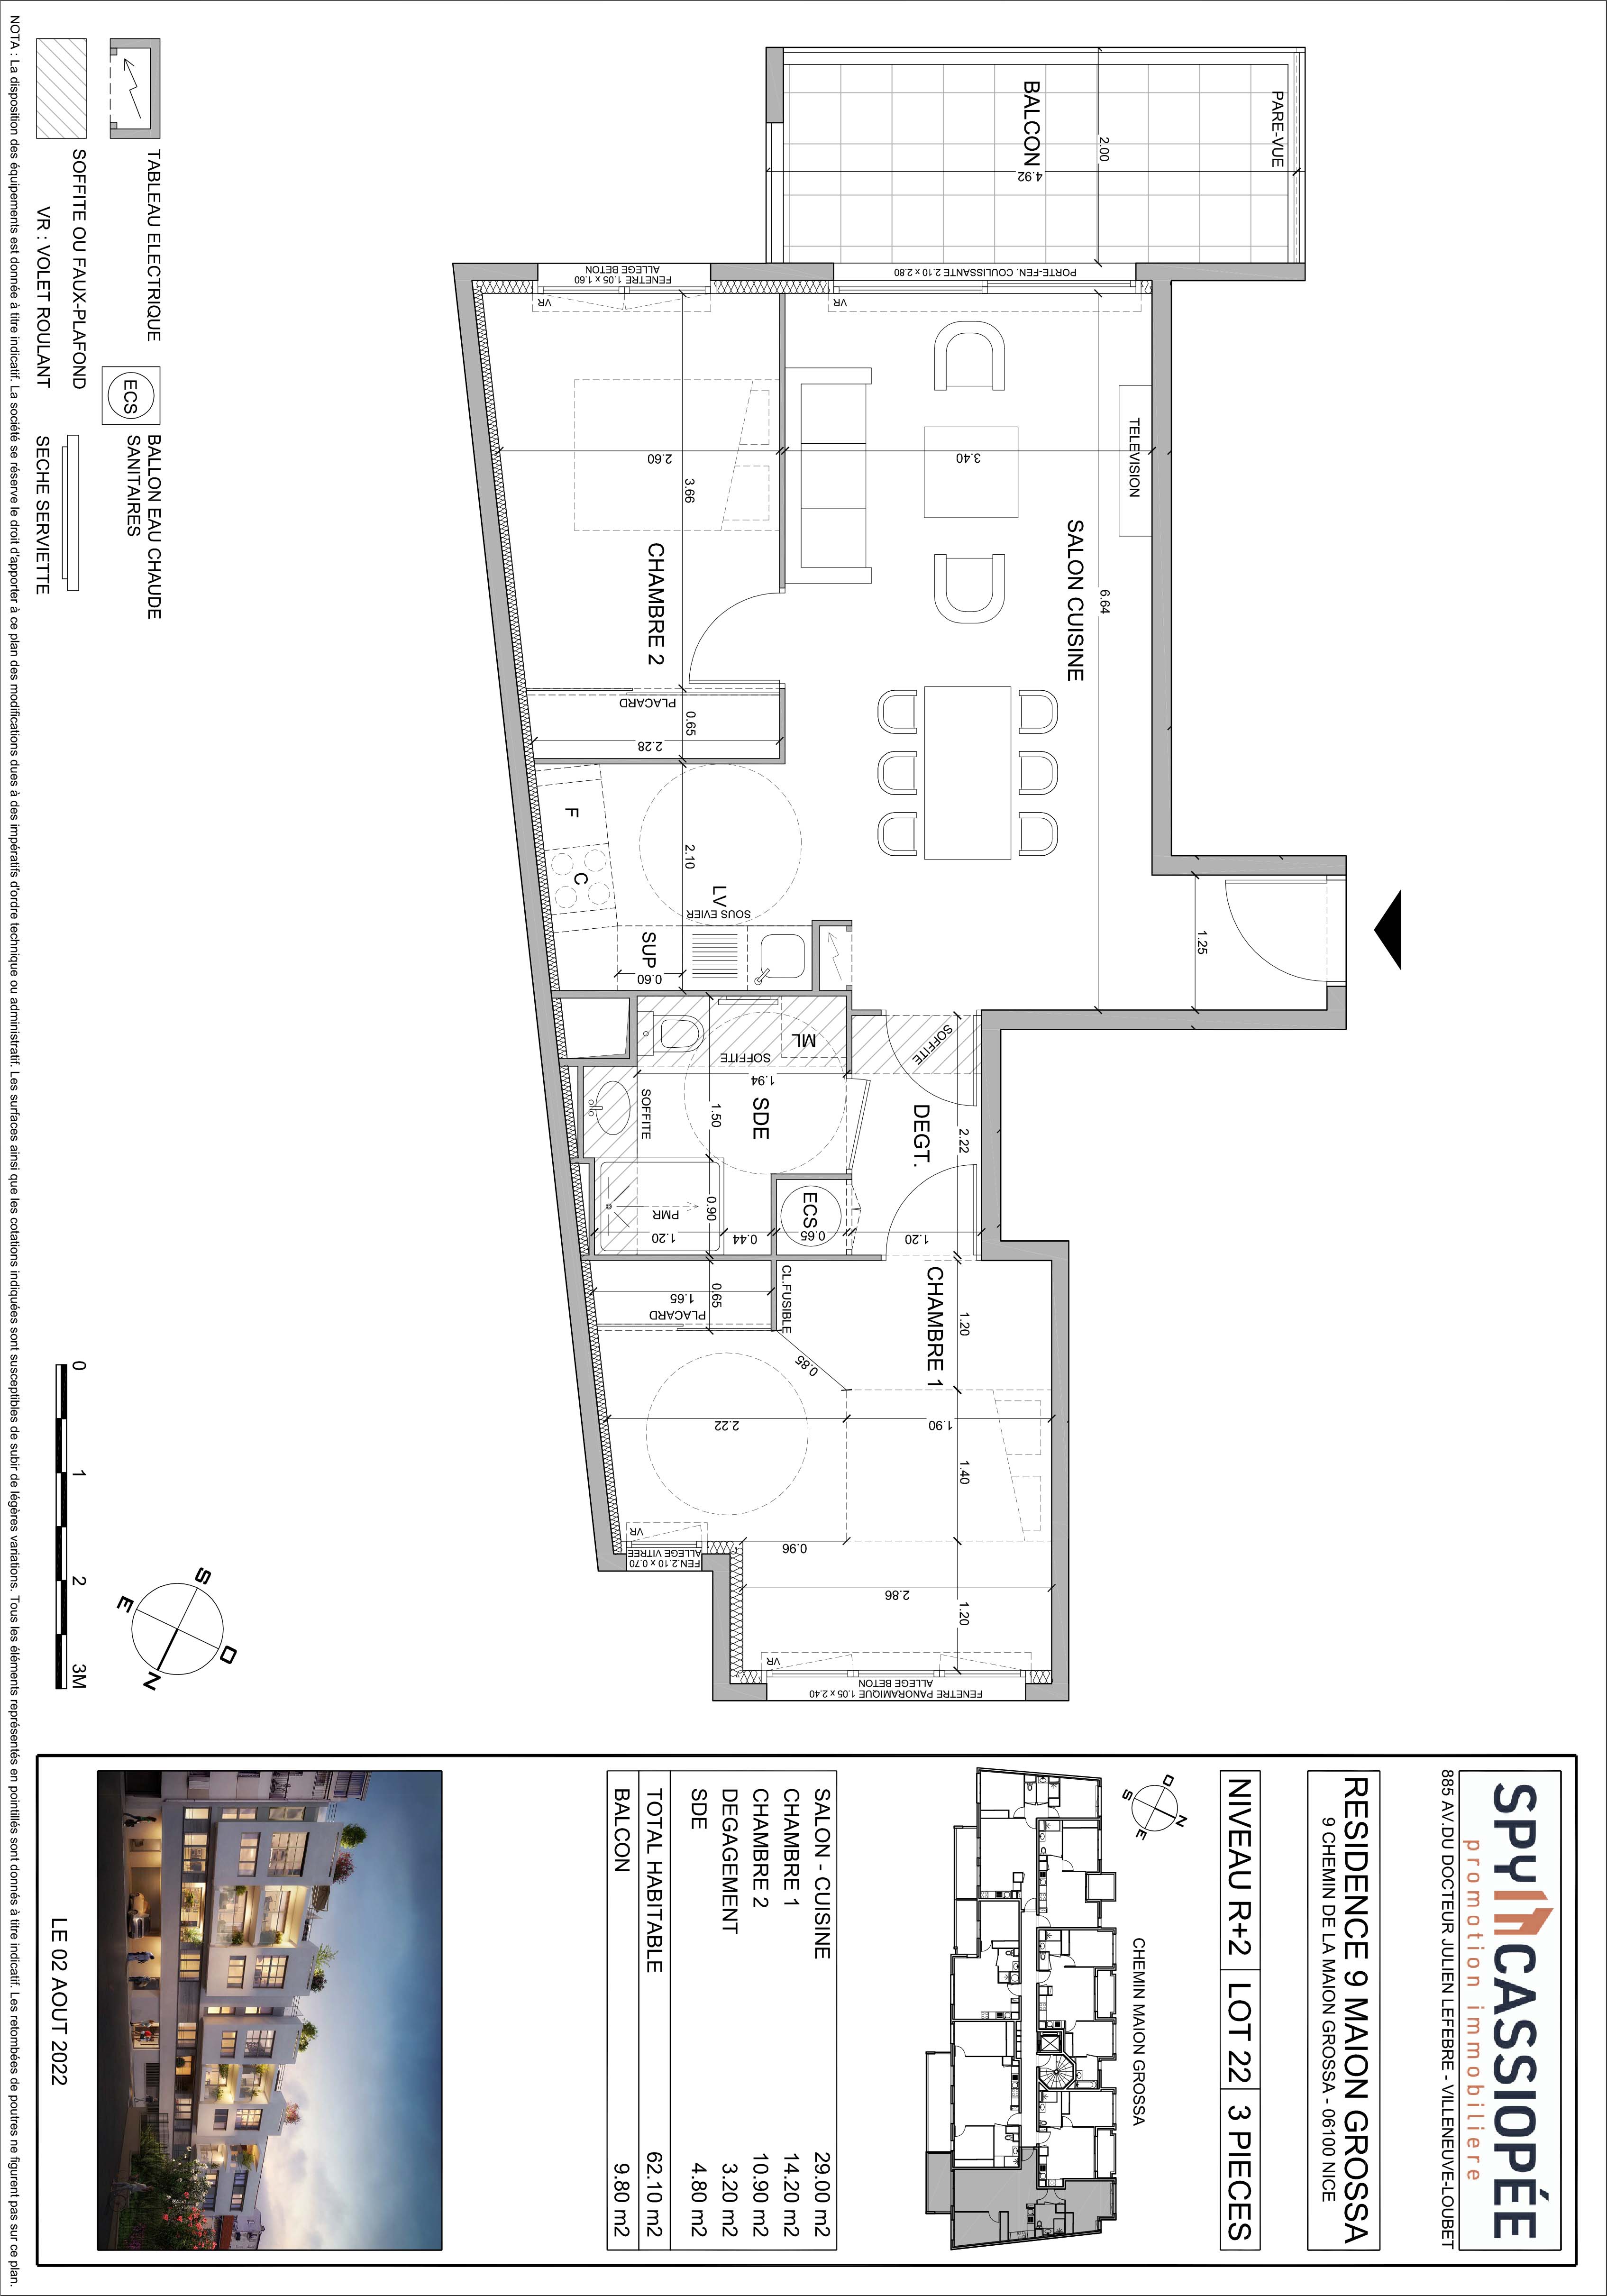 SPY CASSIOPÉE
promotion immobiliere
885 AV.DU DOCTEUR JULIEN LEFEBRE - VILLENEUVE-LOUBET
RESIDENCE 9 MAION GROSSA
9 CHEMIN DE LA MAION GROSSA - 06100 NICE
NIVEAU R+2 LOT 22 3 PIECES
N
O
E
S
CHEMIN MAION GROSSA
SALON - CUISINE 29.00 m2
CHAMBRE 1 14.20 m2
CHAMBRE 2 10.90 m2
DEGAGEMENT 3.20 m2
SDE 4.80 m2
TOTAL HABITABLE 62.10 m2
BALCON 9.80 m2
LE 02 AOUT 2022
PARE-VUE
2.00
BALCON
4.92
PORTE-FEN. COULISSANTE 2.10 x 2.80
VR
TELEVISION
1.25
6.64
SALON CUISINE
3.40
SOFFITE
2.22
DEGT.
1.20
CHAMBRE 1
1.20
1.40
1.20
1.90
2.86
FENETRE PANORAMIQUE 1.05 x 2.40
ALLEGE BETON
VR
ML
SDE
SOFFITE
1.94
ECS
0.65
CL.FUSIBLE
0.85
0.96
0.44
1.50
0.90
0.65
2.22
PLACARD
1.65
PMR
1.20
SOFFITE
FEN.2.10 x 0.70
ALLEGE VITREE
VR
LV
SOUS EVIER
2.10
SUP
0.60
F
C
3.66
0.65
CHAMBRE 2
2.60
PLACARD
2.28
FENETRE 1.05 x 1.60
ALLEGE BETON
VR
O
S
N
E
0 1 2 3M
TABLEAU ELECTRIQUE
ECS
BALLON EAU CHAUDE
SANITAIRES
SOFFITE OU FAUX-PLAFOND
VR : VOLET ROULANT
SECHE SERVIETTE
NOTA : La disposition des équipements est donnée à titre indicatif. La société se réserve le droit d'apporter à ce plan des modifications dues à des impératifs d'ordre technique ou administratif. Les surfaces ainsi que les cotations indiquées sont susceptibles de subir de légères variations. Tous les éléments représentés en pointillés sont donnés à titre indicatif. Les retombées de poutres ne figurent pas sur ce plan.